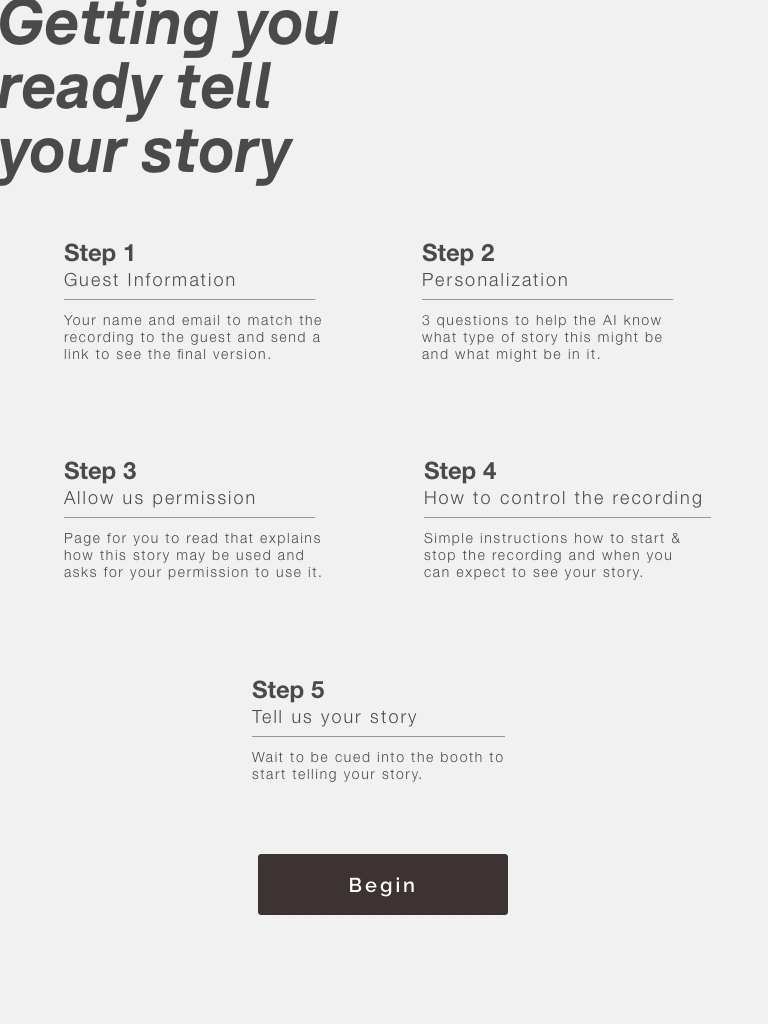 Getting you
ready tell
your story
Step 1
Guest Information
Your name and email to match the
recording to the guest and send a
link to see the final version.
Step 2
Personalization
3 questions to help the AI know
what type of story this might be
and what might be in it.
Step 3
Allow us permission
Page for you to read that explains
how this story may be used and
asks for your permission to use it.
Step 4
How to control the recording
Simple instructions how to start &
stop the recording and when you
can expect to see your story.
Step 5
Tell us your story
Wait to be cued into the booth to
start telling your story.
Begin